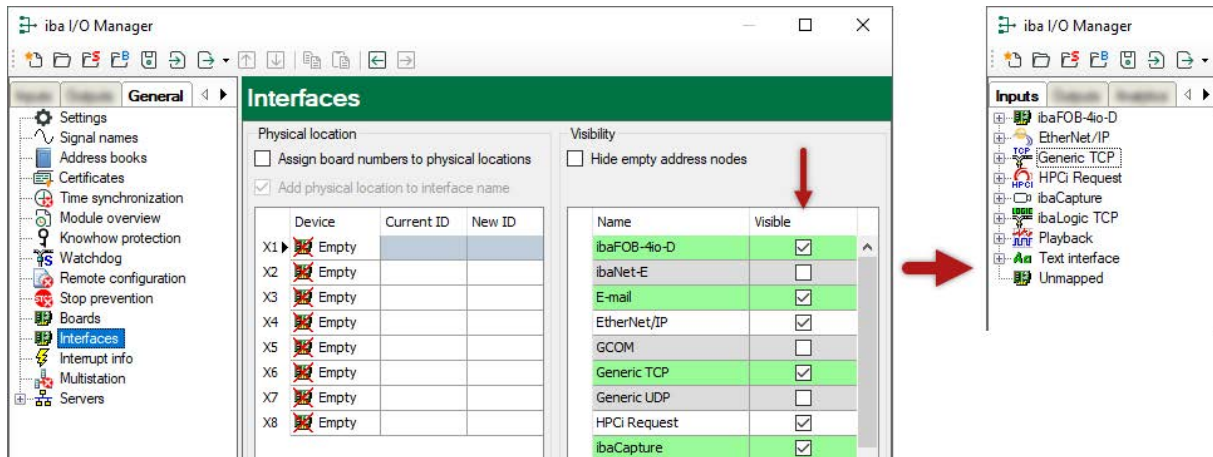 iba I/O Manager
General
Settings
Signal names
Address books
Certificates
Time synchronization
Module overview
Knowhow protection
Watchdog
Remote configuration
Stop prevention
Boards
Interfaces
Interrupt info
Multistation
Servers
Interfaces
Physical location
Assign board numbers to physical locations
Add physical location to interface name
Device Current ID New ID
X1 Empty
X2 Empty
X3 Empty
X4 Empty
X5 Empty
X6 Empty
X7 Empty
X8 Empty
Visibility
Hide empty address nodes
Name Visible
ibaFOB-4io-D
ibaNet-E
E-mail
EtherNet/IP
GCOM
Generic TCP
Generic UDP
HPCi Request
ibaCapture
iba I/O Manager
Inputs
ibaFOB-4io-D
EtherNet/IP
TCP Generic TCP
HPCI HPCi Request
ibaCapture
LOGIC ibaLogic TCP
Playback
Aa Text interface
Unmapped